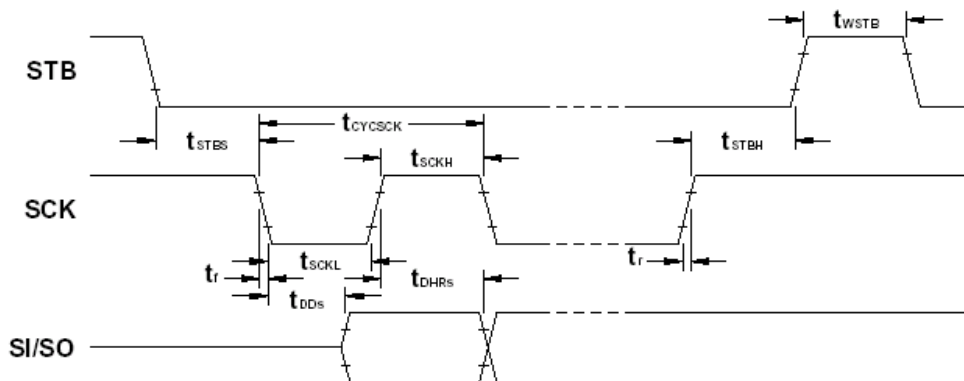 tWSTB
STB
tCYCSCK
tSTBS
tSCKH
tSTBH
SCK
tSCKL
tf
tDHRS
tr
tDDS
SI/SO